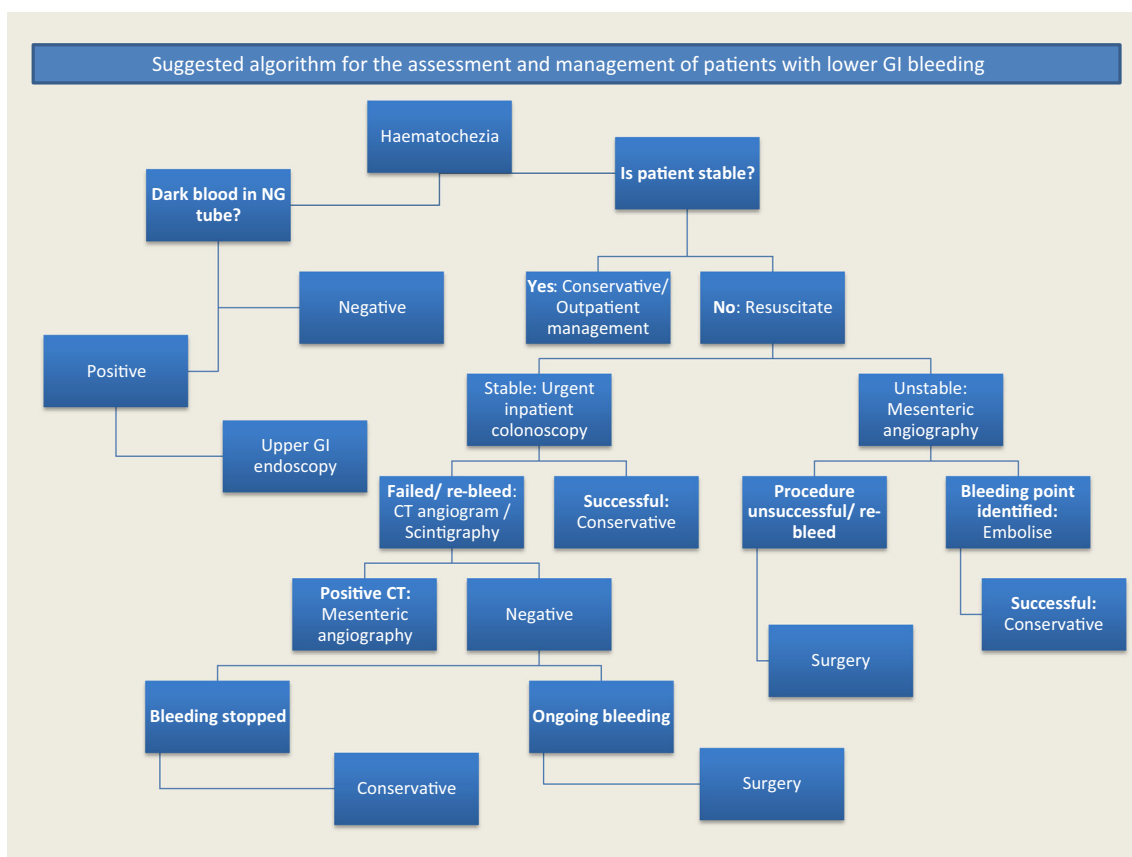 Suggested algorithm for the assessment and management of patients with lower GI bleeding
Haematochezia
Is patient stable?
Dark blood in NG
tube?
Yes: Conservative/
Outpatient
management
No: Resuscitate
Negative
Positive
Stable: Urgent
inpatient
colonoscopy
Unstable:
Mesenteric
angiography
Upper GI
endoscopy
Failed/ re-bleed:
CT angiogram /
Scintigraphy
Successful:
Conservative
Procedure
unsuccessful/ re-
bleed
Bleeding point
identified:
Embolise
Positive CT:
Mesenteric
angiography
Negative
Successful:
Conservative
Surgery
Bleeding stopped
Ongoing bleeding
Conservative
Surgery